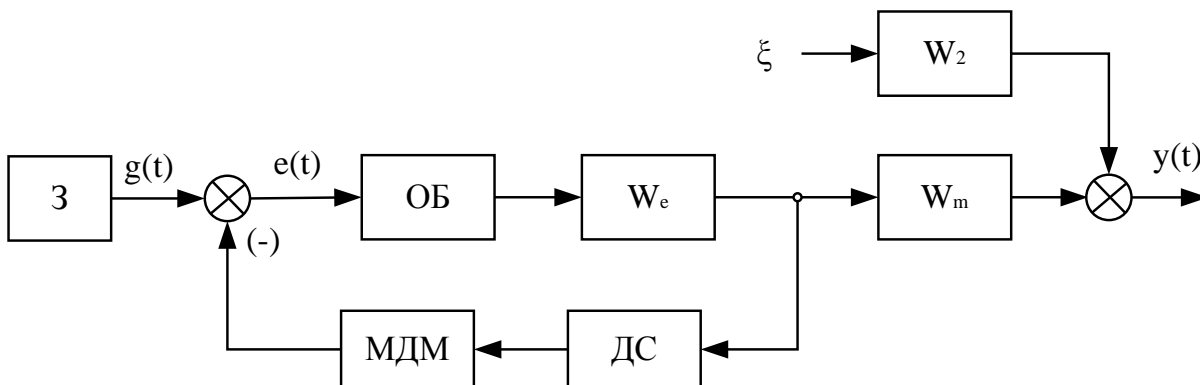 ξ
W₂
З
g(t)
e(t)
ОБ
Wₑ
Wₘ
y(t)
(-)
МДМ
ДС